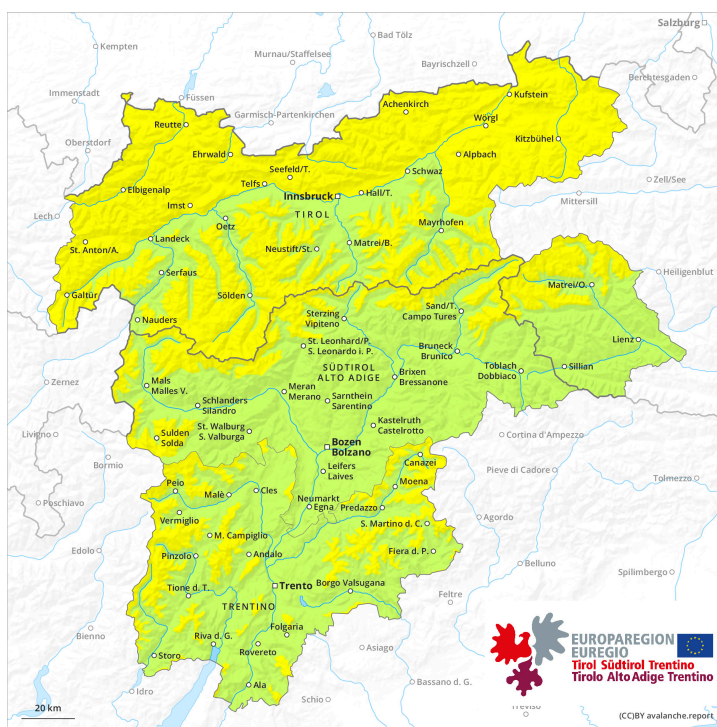 Salzburg
Bad Tölz
Kempten
Murnau/Staffelsee
Bayrischzell
Berchtesgaden
Immenstadt
Füssen
Achenkirch
Kufstein
Garmisch-Partenkirchen
Reutte
Wörgl
Oberstdorf
Kitzbühel
Ehrwald
Alpbach
Seefeld/T.
Schwaz
Telfs
Zell/See
Elbigenalp
Innsbruck
Hall/T.
Mittersill
Imst
TIROL
Lech
Oetz
Mayrhofen
Landeck
Matrei/B.
St. Anton/A.
Neustift/St.
Serfaus
Heiligenblut
Matrei/O.
Galtür
Sölden
Sand/T.
Campo Tures
Sterzing
Vipiteno
Nauders
Lienz
St. Leonhard/P.
S. Leonardo i. P.
Bruneck
Brunico
Toblach
Dobbiaco
Sillian
SÜDTIROL
ALTO ADIGE
Brixen
Bressanone
Zernez
Mals
Malles V.
Meran
Merano
Schlanders
Silandro
Sarnthein
Sarentino
St. Walburg
S. Valburga
Kastelruth
Castelrotto
Livigno
Sulden
Solda
Bozen
Bolzano
Cortina d'Ampezzo
Bormio
Canazei
Leifers
Laives
Pieve di Cadore
Tolmezzo
Peio
Moena
Malè
Cles
Neumarkt
Egna
Predazzo
Poschiavo
Vermiglio
S. Martino d. C.
Agordo
M. Campiglio
Edolo
Pinzolo
Andalo
Fiera d. P.
Belluno
Spilimbergo
Tione d. T.
Trento
Borgo Valsugana
Feltre
TRENTINO
Bienno
Riva d. G.
Folgaria
Storo
Rovereto
Asiago
Ala
Bassano d. G.
Idro
Schio
Treviso
EUROPAREGION
EUREGIO
Tirol Südtirol Trentino
Tirolo Alto Adige Trentino
20 km
(CC)BY avalanche.report